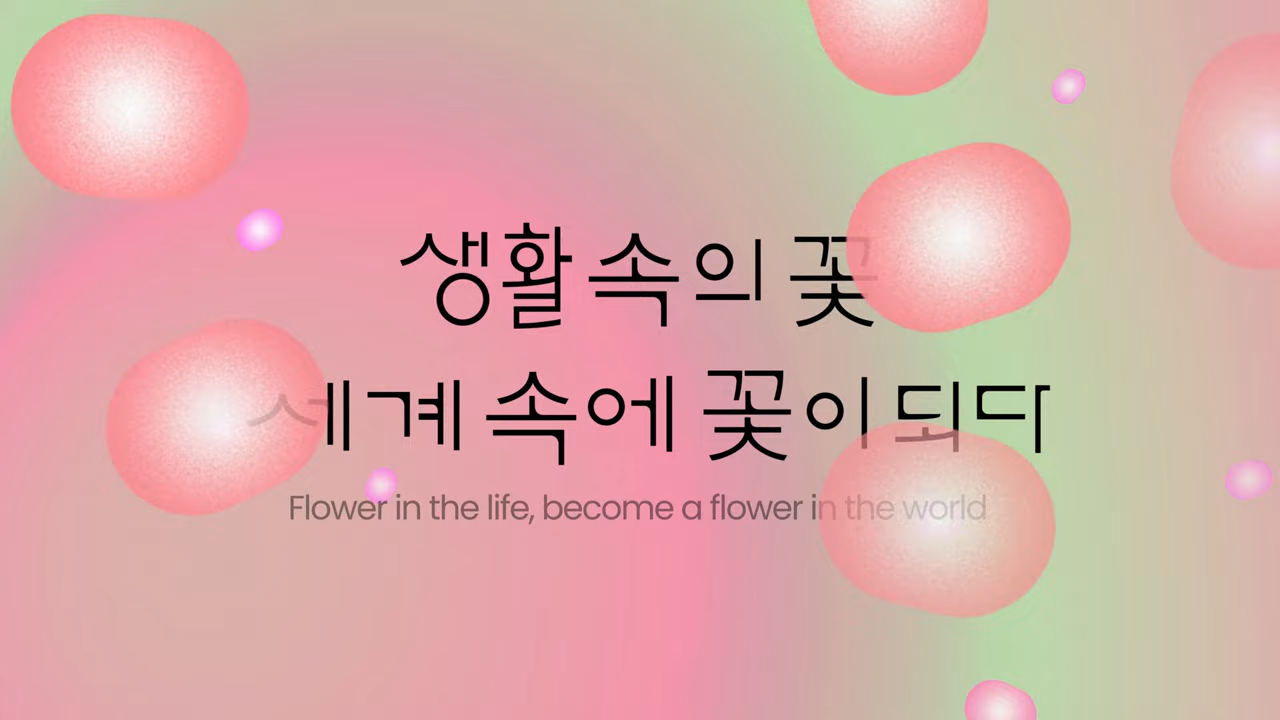 생활 속의 꽃
세계 속에 꽃이 되다
Flower in the life, become a flower in the world